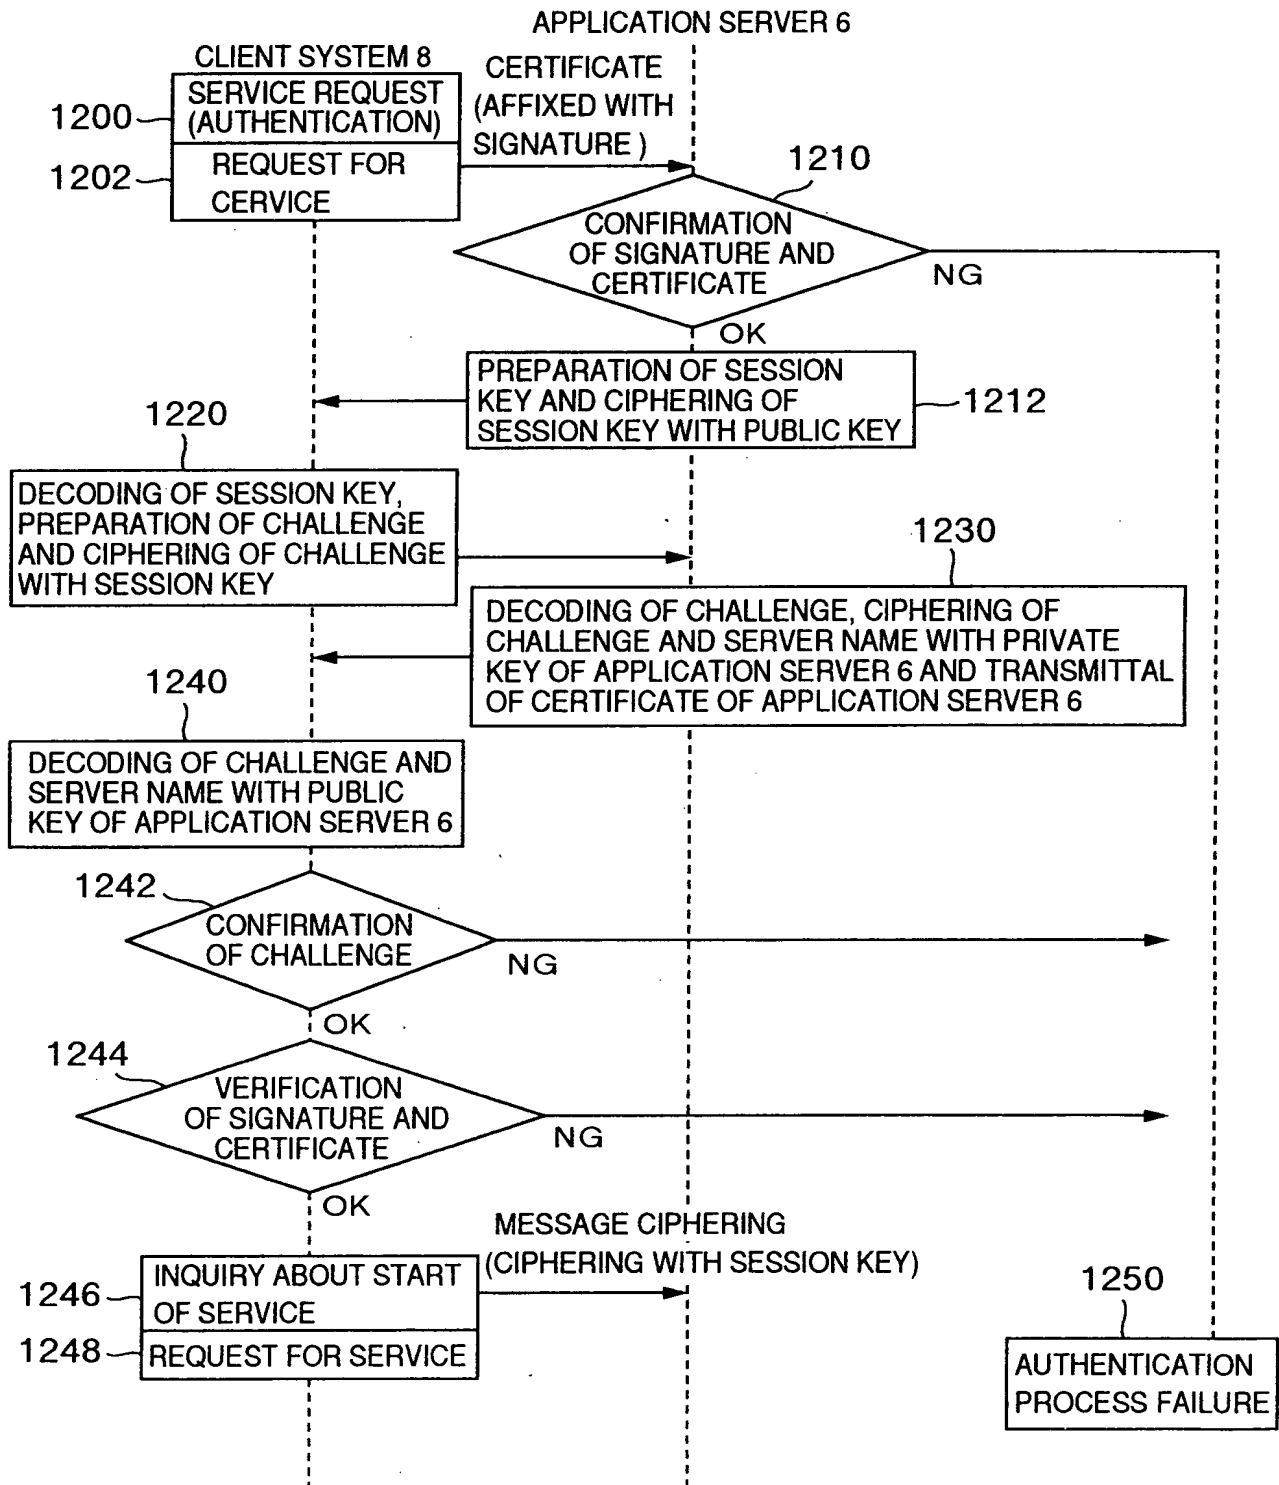 APPLICATION SERVER 6
CLIENT SYSTEM 8
CERTIFICATE
(AFFIXED WITH
SIGNATURE )
1200
SERVICE REQUEST
(AUTHENTICATION)
1202
REQUEST FOR
CERVICE
1210
CONFIRMATION
OF SIGNATURE AND
CERTIFICATE
NG
OK
PREPARATION OF SESSION
KEY AND CIPHERING OF
SESSION KEY WITH PUBLIC KEY
1212
1220
DECODING OF SESSION KEY,
PREPARATION OF CHALLENGE
AND CIPHERING OF CHALLENGE
WITH SESSION KEY
1230
DECODING OF CHALLENGE, CIPHERING OF
CHALLENGE AND SERVER NAME WITH PRIVATE
KEY OF APPLICATION SERVER 6 AND TRANSMITTAL
OF CERTIFICATE OF APPLICATION SERVER 6
1240
DECODING OF CHALLENGE AND
SERVER NAME WITH PUBLIC
KEY OF APPLICATION SERVER 6
1242
CONFIRMATION
OF CHALLENGE
NG
OK
1244
VERIFICATION
OF SIGNATURE AND
CERTIFICATE
NG
OK
MESSAGE CIPHERING
(CIPHERING WITH SESSION KEY)
1246
INQUIRY ABOUT START
OF SERVICE
1248
REQUEST FOR SERVICE
1250
AUTHENTICATION
PROCESS FAILURE